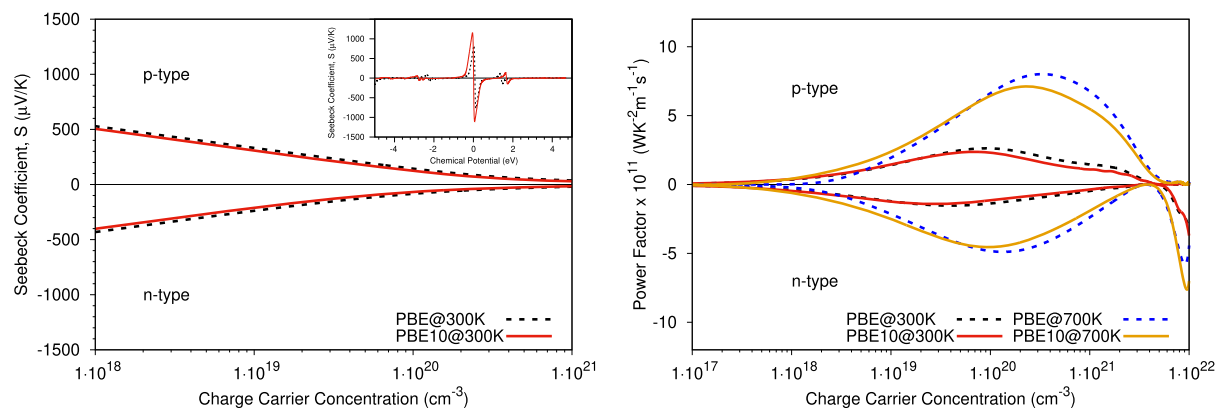 1500
1000
500
0
-500
-1000
-1500
Seebeck Coefficient, S (μV/K)
p-type
n-type
PBE@300K
PBE10@300K
1·10^18
1·10^19
1·10^20
1·10^21
Charge Carrier Concentration (cm^-3)
1000
500
0
-500
-1000
-1500
Seebeck Coefficient, S (μV/K)
-4
-2
0
2
4
Chemical Potential (eV)
10
5
0
-5
-10
Power Factor x 10^11 (WK^-2m^-1s^-1)
p-type
n-type
PBE@300K
PBE@700K
PBE10@300K
PBE10@700K
1·10^17
1·10^18
1·10^19
1·10^20
1·10^21
1·10^22
Charge Carrier Concentration (cm^-3)